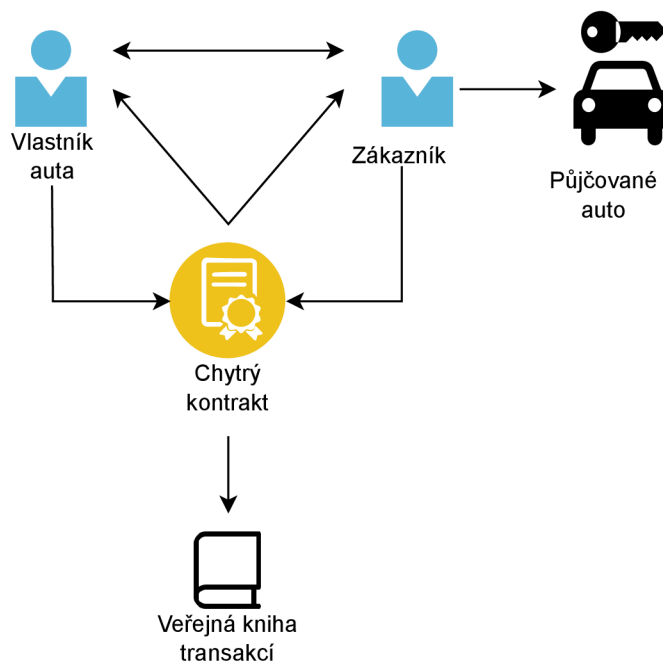 Vlastník
auta
Zákazník
Půjčované
auto
Chytrý
kontrakt
Veřejná kniha
transakcí